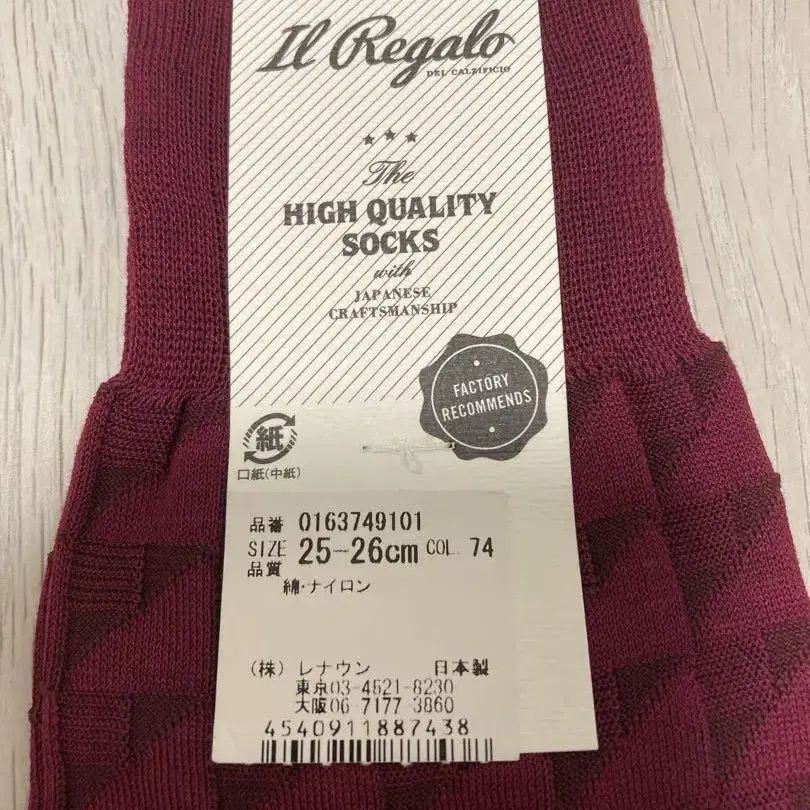 Il Regalo
DEL CALZIFICIO
The
HIGH QUALITY
SOCKS
with
JAPANESE
CRAFTSMANSHIP
FACTORY
RECOMMENDS
紙
口紙(中紙)
品番 0163749101
SIZE 25-26cm COL. 74
品質
綿・ナイロン
(株) レナウン 日本製
東京03-4521-8230
大阪06-7177-3860
4540911887438